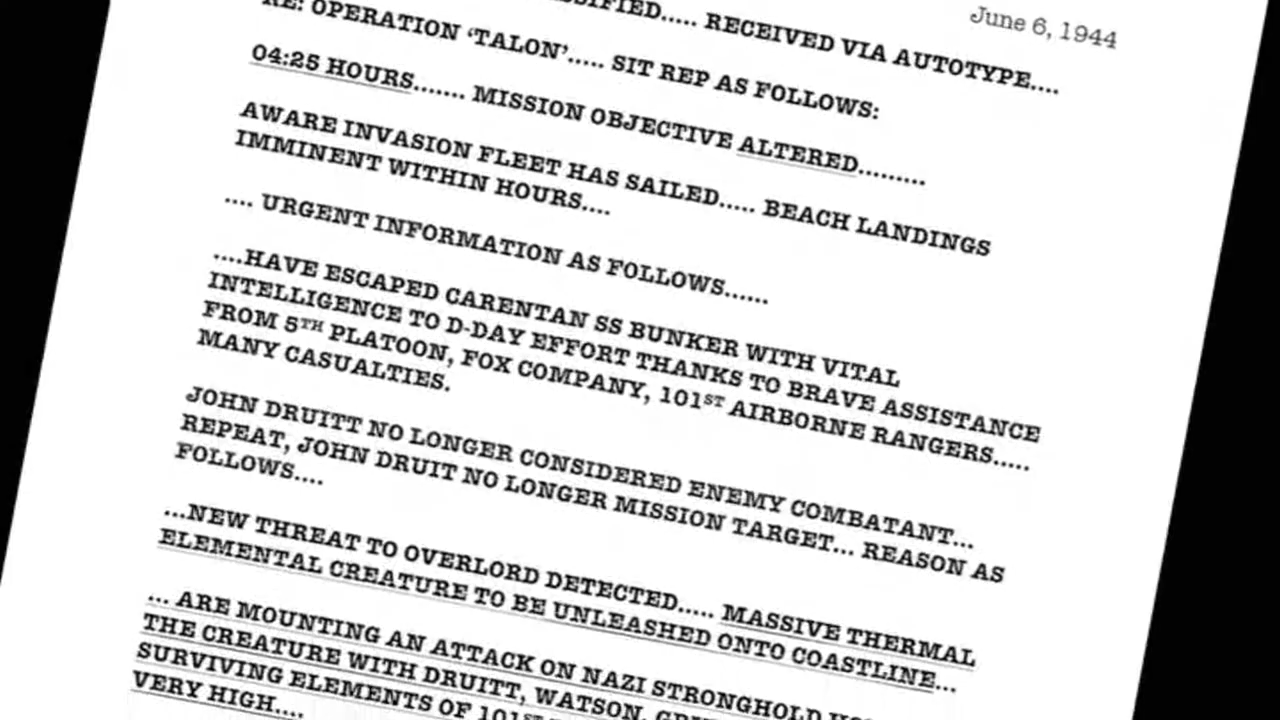 June 6, 1944
RECEIVED VIA AUTOTYPE....
RE: OPERATION ‘TALON’..... SIT REP AS FOLLOWS:
04:25 HOURS....... MISSION OBJECTIVE ALTERED.........
AWARE INVASION FLEET HAS SAILED..... BEACH LANDINGS
IMMINENT WITHIN HOURS....
.... URGENT INFORMATION AS FOLLOWS......
....HAVE ESCAPED CARENTAN SS BUNKER WITH VITAL
INTELLIGENCE TO D-DAY EFFORT THANKS TO BRAVE ASSISTANCE
FROM 5TH PLATOON, FOX COMPANY, 101ST AIRBORNE RANGERS.....
MANY CASUALTIES.
JOHN DRUITT NO LONGER CONSIDERED ENEMY COMBATANT...
REPEAT, JOHN DRUIT NO LONGER MISSION TARGET... REASON AS
FOLLOWS....
...NEW THREAT TO OVERLORD DETECTED..... MASSIVE THERMAL
ELEMENTAL CREATURE TO BE UNLEASHED ONTO COASTLINE...
... ARE MOUNTING AN ATTACK ON NAZI STRONGHOLD
THE CREATURE WITH DRUITT, WATSON,
SURVIVING ELEMENTS OF 101ST
VERY HIGH....